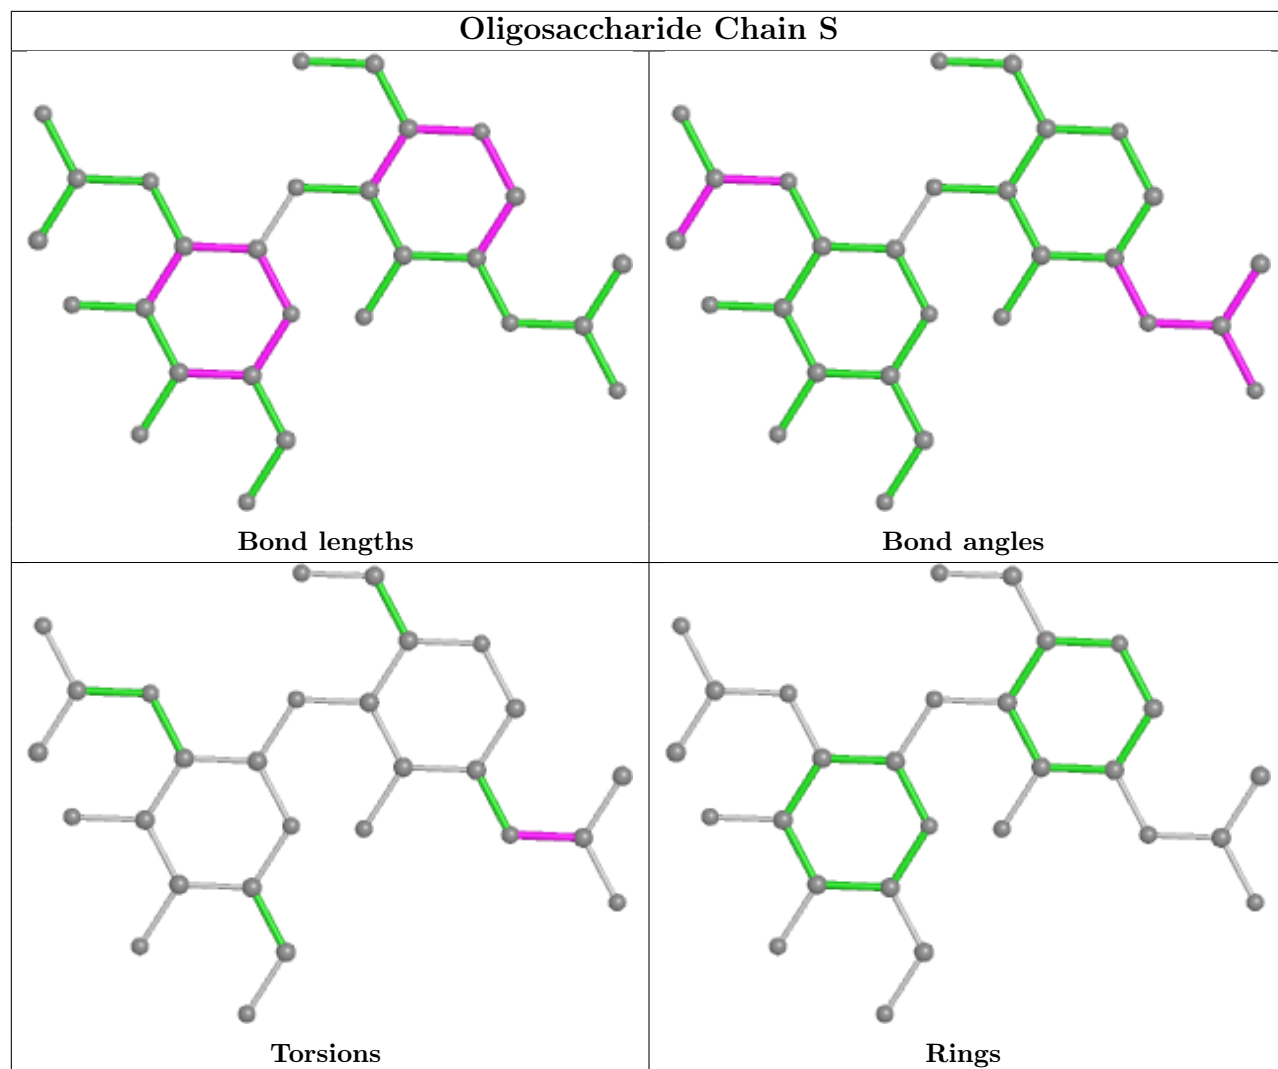 Oligosaccharide Chain S
Bond lengths
Bond angles
Torsions
Rings